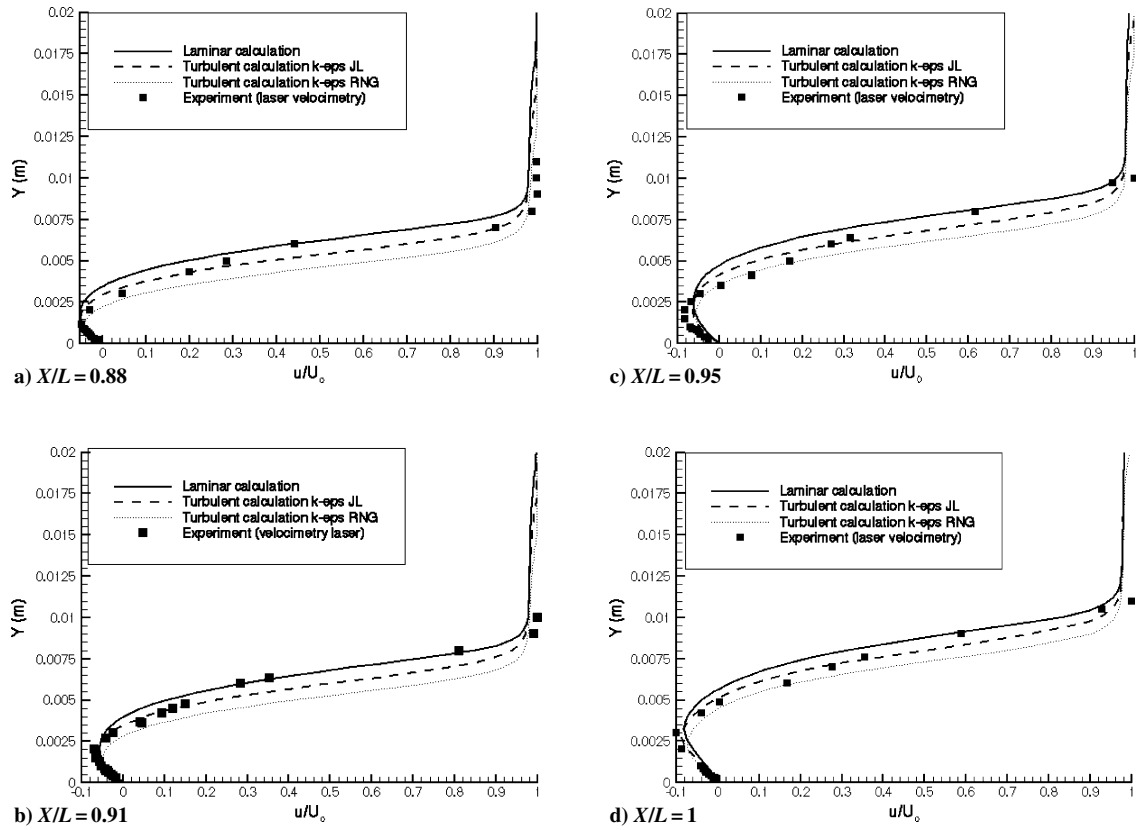 0.02
0.0175
0.015
0.0125
0.01
0.0075
0.005
0.0025
0
Y (m)
Laminar calculation
Turbulent calculation k-eps JL
Turbulent calculation k-eps RNG
Experiment (laser velocimetry)
0 0.1 0.2 0.3 0.4 0.5 0.6 0.7 0.8 0.9 1
u/U₀
a) X/L = 0.88
0.02
0.0175
0.015
0.0125
0.01
0.0075
0.005
0.0025
0
Y (m)
Laminar calculation
Turbulent calculation k-eps JL
Turbulent calculation k-eps RNG
Experiment (laser velocimetry)
-0.1 0 0.1 0.2 0.3 0.4 0.5 0.6 0.7 0.8 0.9 1
u/U₀
c) X/L = 0.95
0.02
0.0175
0.015
0.0125
0.01
0.0075
0.005
0.0025
0
Y (m)
Laminar calculation
Turbulent calculation k-eps JL
Turbulent calculation k-eps RNG
Experiment (velocimetry laser)
-0.1 0 0.1 0.2 0.3 0.4 0.5 0.6 0.7 0.8 0.9 1
u/U₀
b) X/L = 0.91
0.02
0.0175
0.015
0.0125
0.01
0.0075
0.005
0.0025
0
Y (m)
Laminar calculation
Turbulent calculation k-eps JL
Turbulent calculation k-eps RNG
Experiment (laser velocimetry)
-0.1 0 0.1 0.2 0.3 0.4 0.5 0.6 0.7 0.8 0.9 1
u/U₀
d) X/L = 1